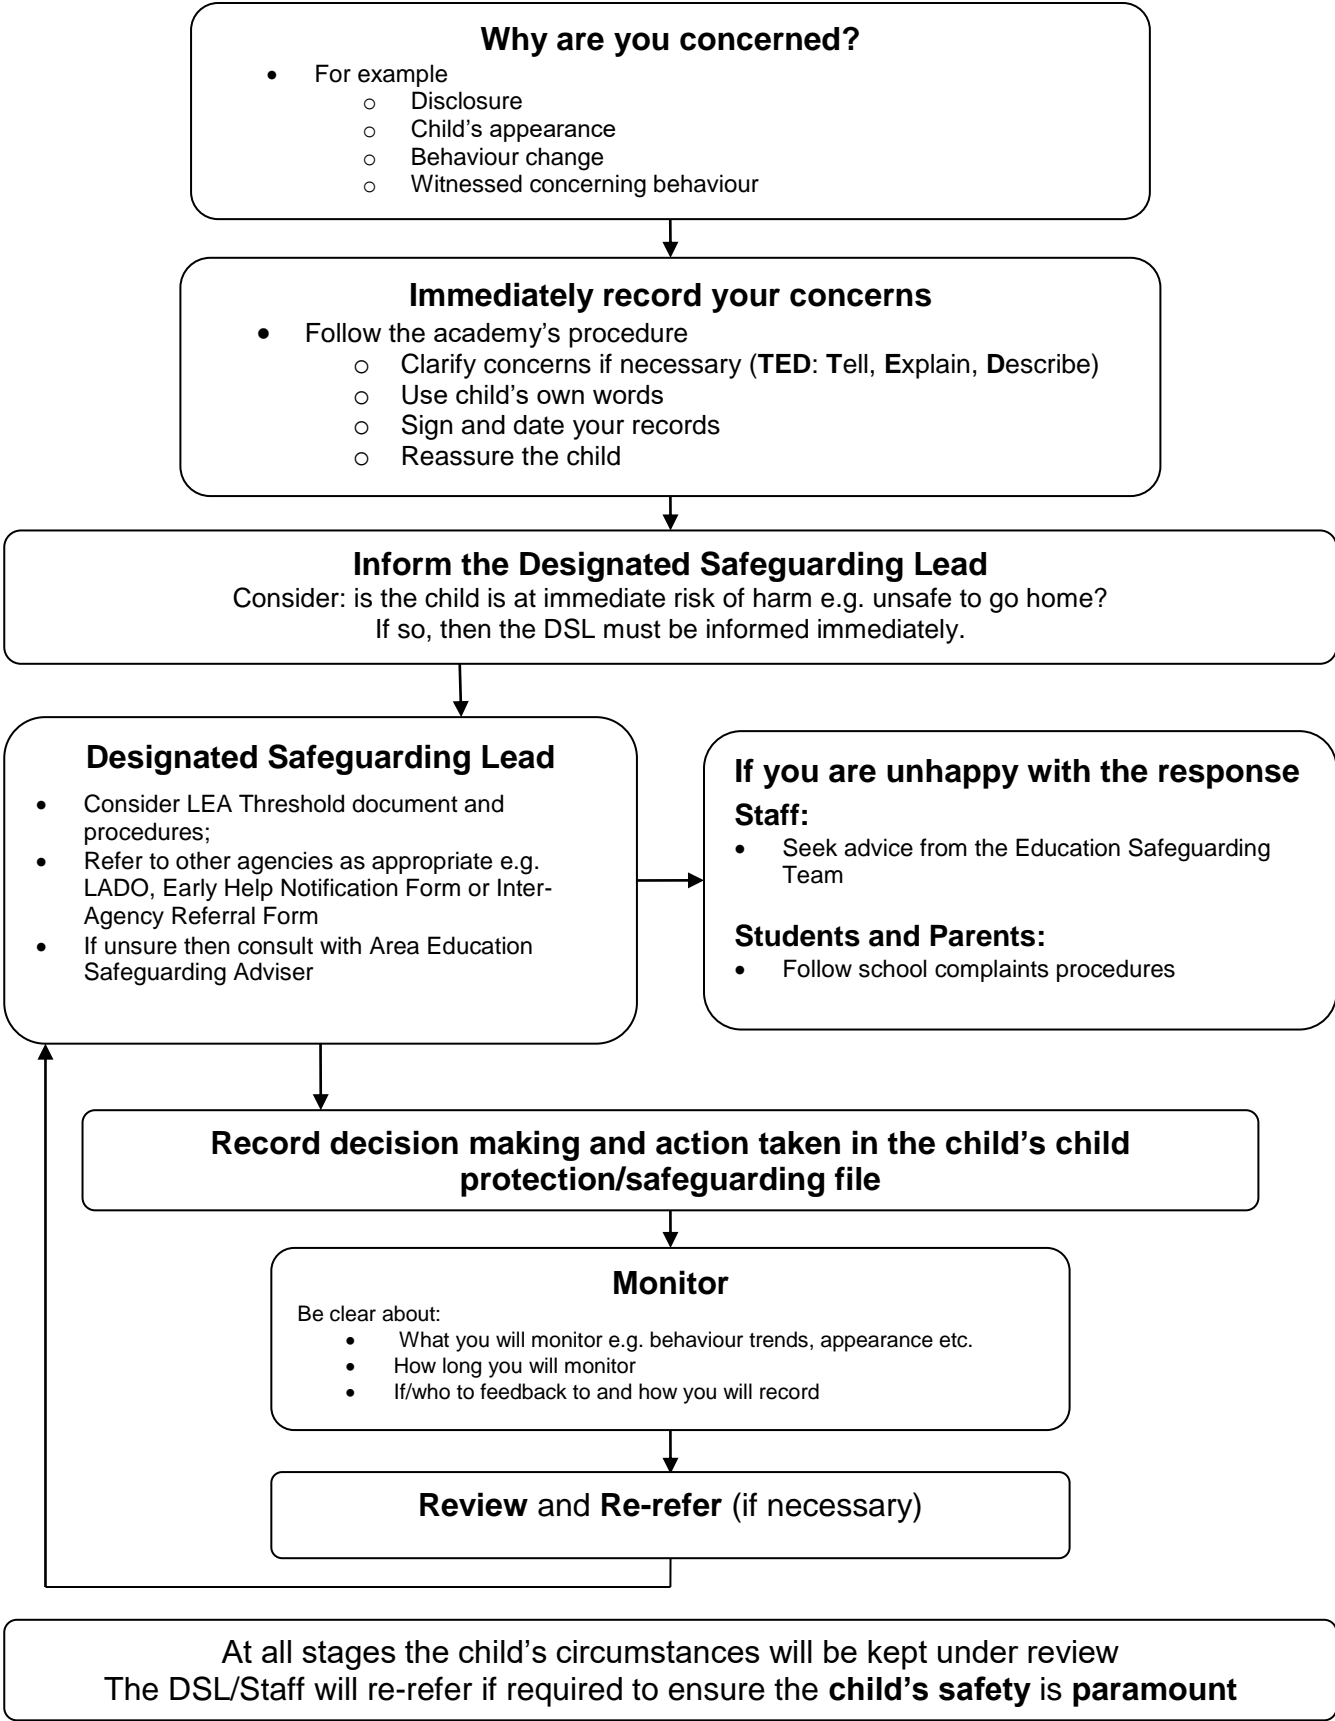 Why are you concerned?
• For example
o Disclosure
o Child’s appearance
o Behaviour change
o Witnessed concerning behaviour
Immediately record your concerns
• Follow the academy’s procedure
o Clarify concerns if necessary (TED: Tell, Explain, Describe)
o Use child’s own words
o Sign and date your records
o Reassure the child
Inform the Designated Safeguarding Lead
Consider: is the child is at immediate risk of harm e.g. unsafe to go home?
If so, then the DSL must be informed immediately.
Designated Safeguarding Lead
• Consider LEA Threshold document and
procedures;
• Refer to other agencies as appropriate e.g.
LADO, Early Help Notification Form or Inter-
Agency Referral Form
• If unsure then consult with Area Education
Safeguarding Adviser
If you are unhappy with the response
Staff:
• Seek advice from the Education Safeguarding
Team
Students and Parents:
• Follow school complaints procedures
Record decision making and action taken in the child’s child
protection/safeguarding file
Monitor
Be clear about:
• What you will monitor e.g. behaviour trends, appearance etc.
• How long you will monitor
• If/who to feedback to and how you will record
Review and Re-refer (if necessary)
At all stages the child’s circumstances will be kept under review
The DSL/Staff will re-refer if required to ensure the child’s safety is paramount